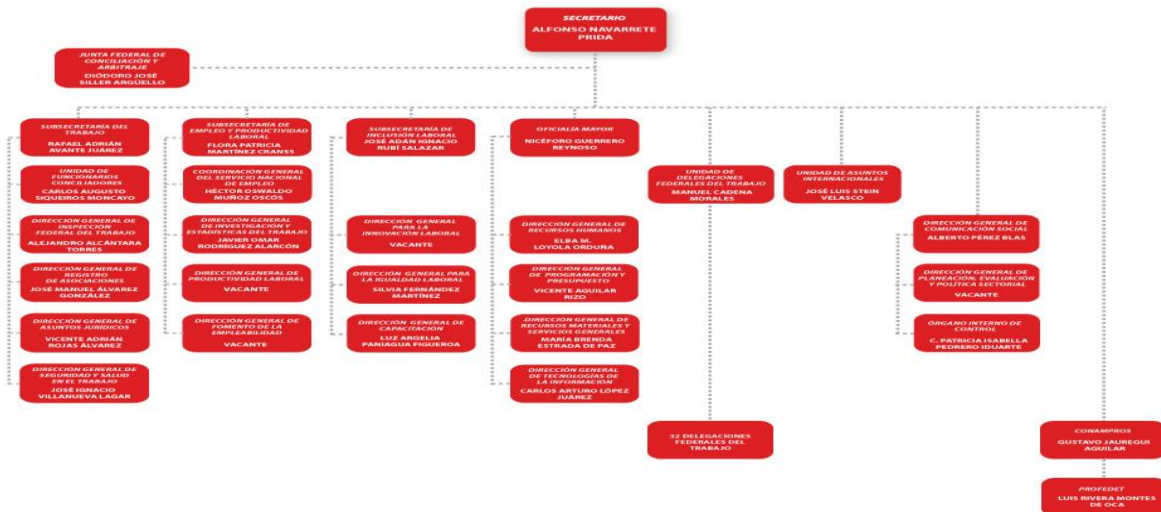 SECRETARIO
ALFONSO NAVARRETE
PRIDA
JUNTA FEDERAL DE
CONCILIACIÓN Y
ARBITRAJE
DIÓDORO JOSÉ
SILLER ARGÜELLO
SUBSECRETARÍA DEL
TRABAJO
RAFAEL ADRIÁN
AVANTE JUÁREZ
UNIDAD DE
FUNCIONARIOS
CONCILIADORES
CARLOS AUGUSTO
SIQUEIROS MONCAYO
DIRECCIÓN GENERAL DE
INSPECCIÓN
FEDERAL DEL TRABAJO
ALEJANDRO ALCÁNTARA
TORRES
DIRECCIÓN GENERAL DE
REGISTRO
DE ASOCIACIONES
JOSÉ MANUEL ÁLVAREZ
GONZÁLEZ
DIRECCIÓN GENERAL DE
ASUNTOS JURÍDICOS
VICENTE ADRIÁN
ROJAS ÁLVAREZ
DIRECCIÓN GENERAL DE
SEGURIDAD Y SALUD
EN EL TRABAJO
JOSÉ IGNACIO
VILLANUEVA LAGAR
SUBSECRETARÍA DE
EMPLEO Y PRODUCTIVIDAD
LABORAL
FLORA PATRICIA
MARTÍNEZ CRANSS
COORDINACIÓN GENERAL
DEL SERVICIO NACIONAL
DE EMPLEO
HÉCTOR OSWALDO
MUÑOZ OSCÓS
DIRECCIÓN GENERAL
DE INVESTIGACIÓN Y
ESTADÍSTICAS DEL TRABAJO
JAVIER OMAR
RODRÍGUEZ ALARCÓN
DIRECCIÓN GENERAL DE
PRODUCTIVIDAD LABORAL
VACANTE
DIRECCIÓN GENERAL DE
FOMENTO DE LA
EMPLEABILIDAD
VACANTE
SUBSECRETARÍA DE
INCLUSIÓN LABORAL
JOSÉ ADÁN IGNACIO
RUBÍ SALAZAR
DIRECCIÓN GENERAL
PARA LA
INNOVACIÓN LABORAL
VACANTE
DIRECCIÓN GENERAL PARA
LA IGUALDAD LABORAL
SILVIA FERNÁNDEZ
MARTÍNEZ
DIRECCIÓN GENERAL DE
CAPACITACIÓN
LUZ ARGELIA
PANIAGUA FIGUEROA
OFICIALÍA MAYOR
NICÉFORO GUERRERO
REYNOSO
DIRECCIÓN GENERAL DE
RECURSOS HUMANOS
ELBA M.
LOYOLA ORDUÑA
DIRECCIÓN GENERAL
DE PROGRAMACIÓN Y
PRESUPUESTO
VICENTE AGUILAR
RIZO
DIRECCIÓN GENERAL DE
RECURSOS MATERIALES Y
SERVICIOS GENERALES
MARÍA BRENDA
ESTRADA DE PAZ
DIRECCIÓN GENERAL
DE TECNOLOGÍAS DE
LA INFORMACIÓN
CARLOS ARTURO LÓPEZ
JUÁREZ
UNIDAD DE
DELEGACIONES
FEDERALES DEL TRABAJO
MANUEL CADENA
MORALES
32 DELEGACIONES
FEDERALES DEL
TRABAJO
UNIDAD DE ASUNTOS
INTERNACIONALES
JOSÉ LUIS STEIN
VELASCO
DIRECCIÓN GENERAL DE
COMUNICACIÓN SOCIAL
ALBERTO PÉREZ BLAS
DIRECCIÓN GENERAL DE
PLANEACIÓN, EVALUACIÓN
Y POLÍTICA SECTORIAL
VACANTE
ÓRGANO INTERNO DE
CONTROL
C. PATRICIA ISABELLA
PEDRERO IDUARTE
CONÁMPROS
GUSTAVO JAUREGUI
AGUILAR
PROFEDET
LUIS RIVERA MONTES
DE OCA